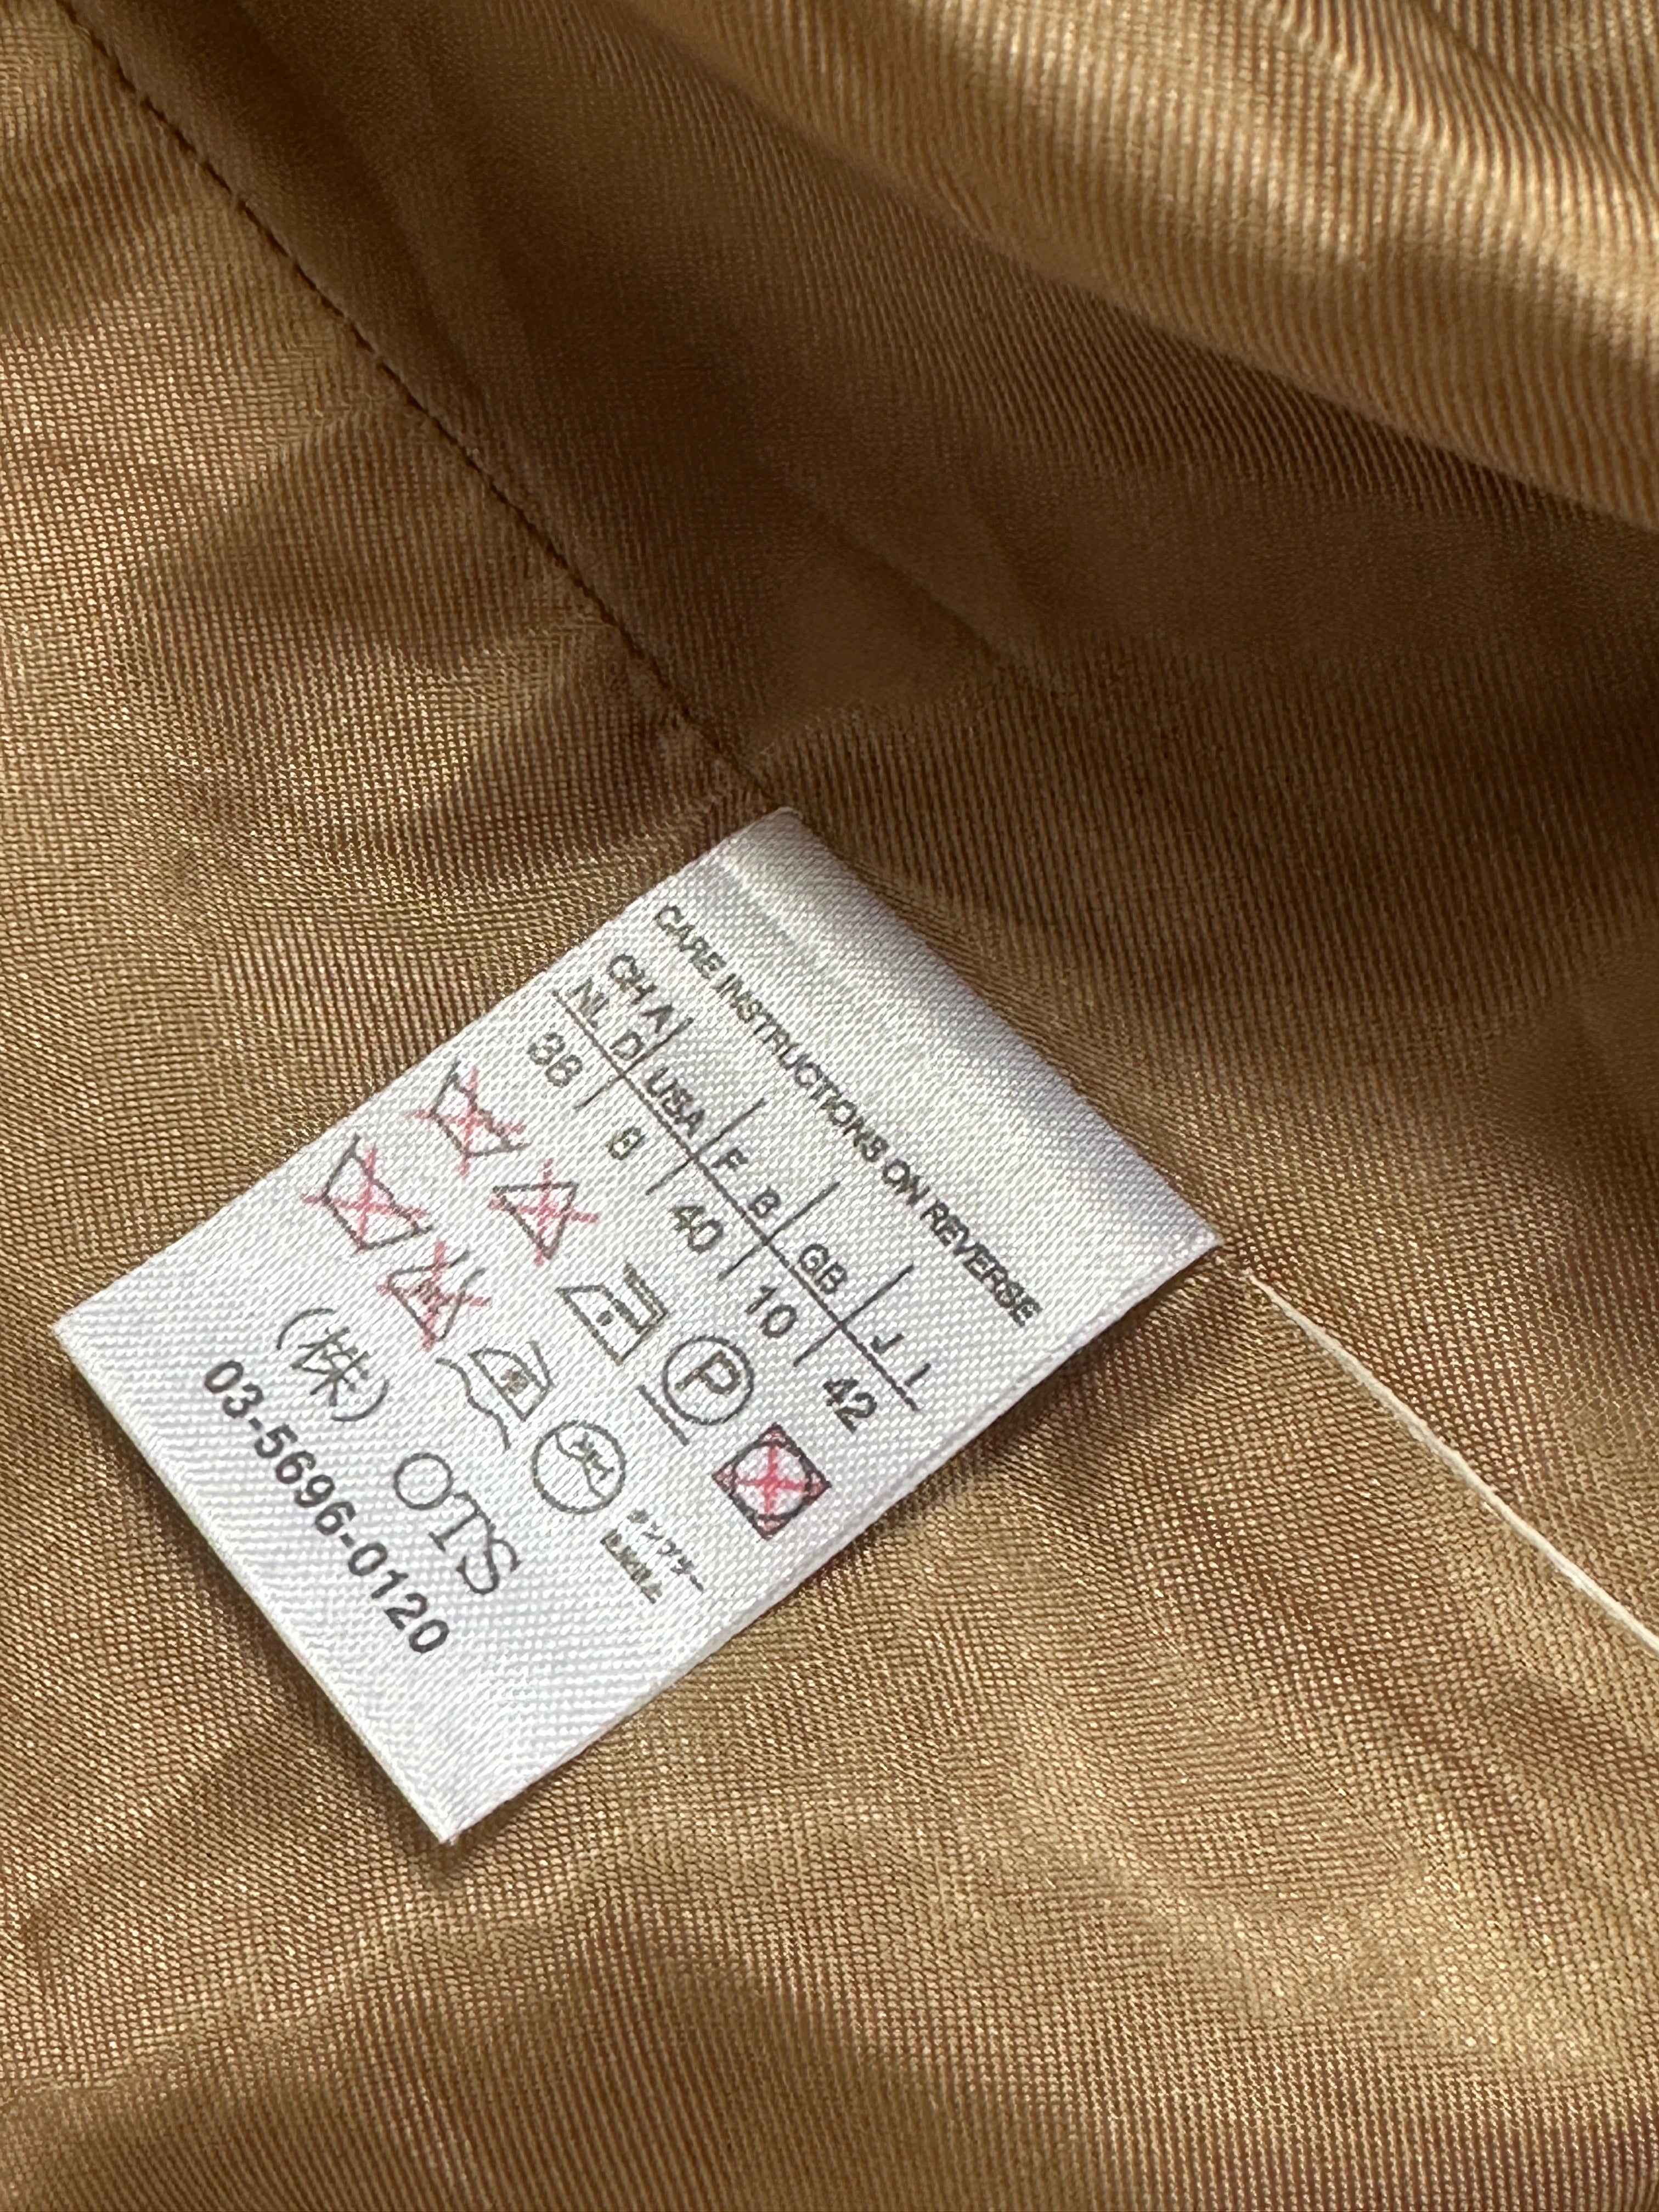 CARE INSTRUCTIONS ON REVERSE
CH A USA F B GB J I
NL D
38 8 40 10 42
P
(株) OTS
03-5696-0120